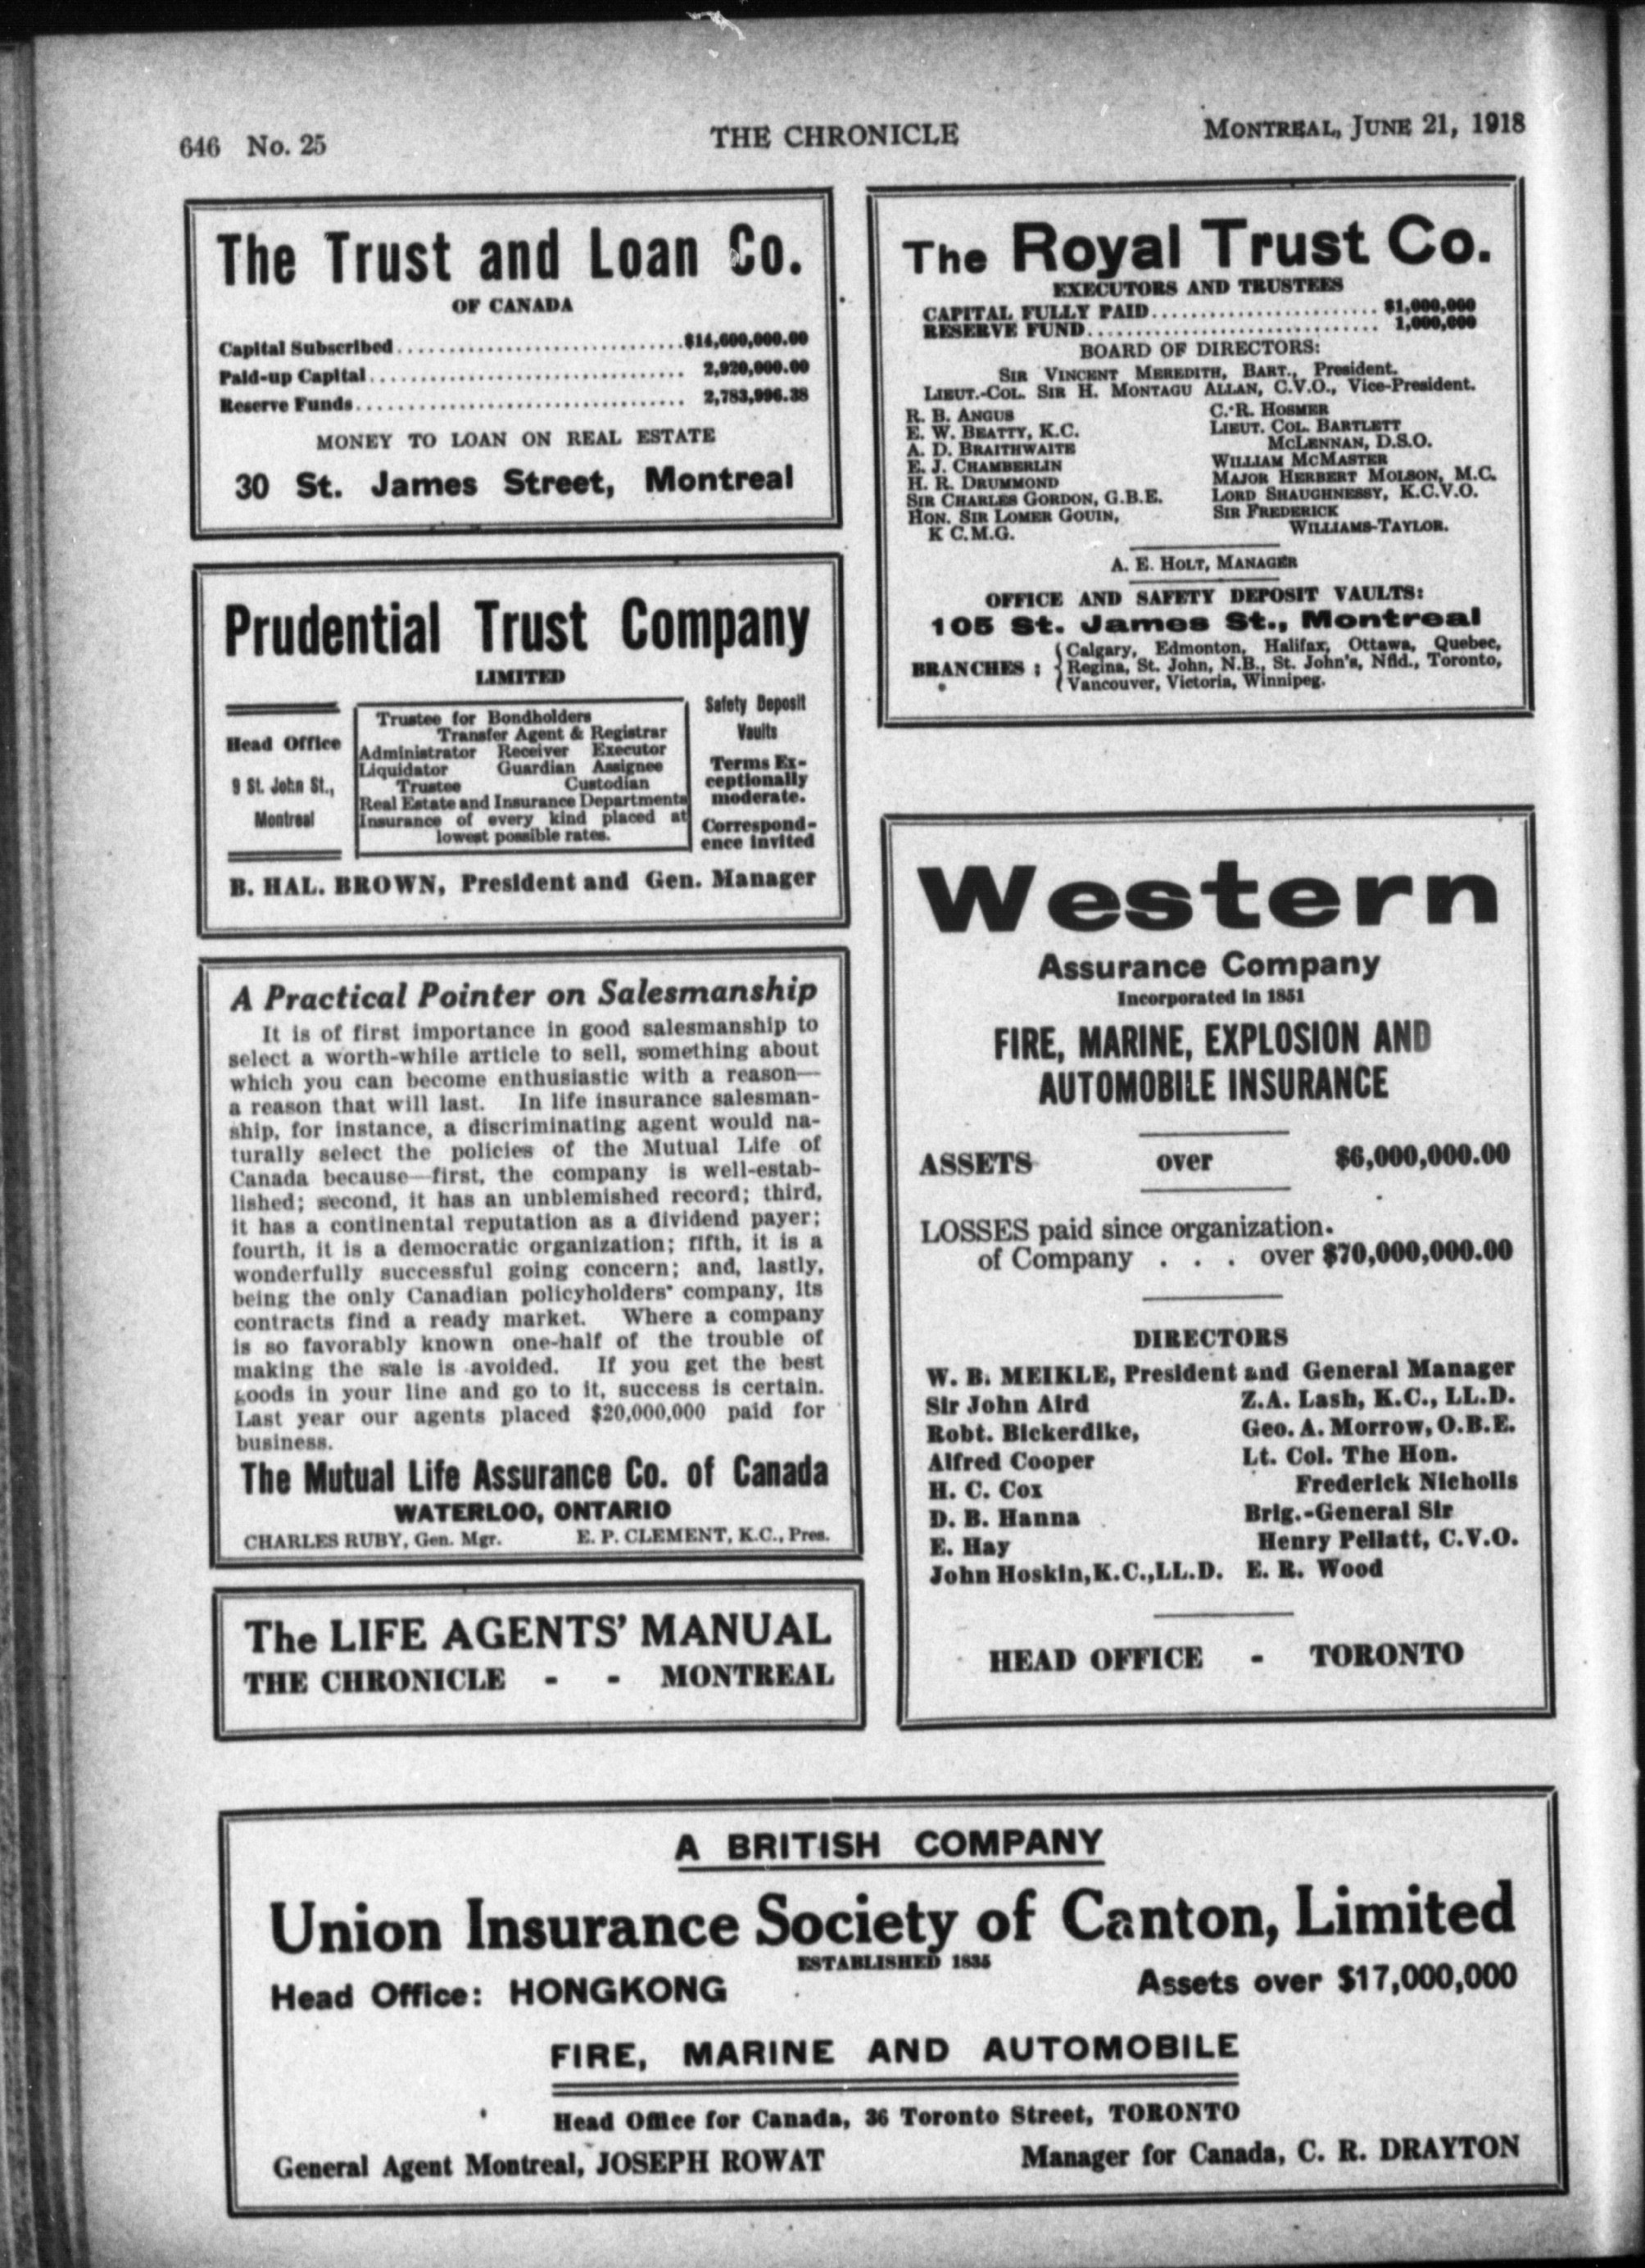 646 No. 25
THE CHRONICLE
MONTREAL, JUNE 21, 1918
The Trust and Loan Co.
OF CANADA
Capital Subscribed..............................$14,600,000.00
Paid-up Capital................................ 2,920,000.00
Reserve Funds................................. 2,783,996.38
MONEY TO LOAN ON REAL ESTATE
30 St. James Street, Montreal
Prudential Trust Company
LIMITED
Head Office
9 St. John St.,
Montreal
Trustee for Bondholders
Transfer Agent & Registrar
Administrator Receiver Executor
Liquidator Guardian Assignee
Trustee Custodian
Real Estate and Insurance Departments
Insurance of every kind placed at
lowest possible rates.
Safety Deposit
Vaults
Terms Ex-
ceptionally
moderate.
Correspond-
ence invited
B. HAL. BROWN, President and Gen. Manager
A Practical Pointer on Salesmanship
It is of first importance in good salesmanship to
select a worth-while article to sell, something about
which you can become enthusiastic with a reason—
a reason that will last. In life insurance salesman-
ship, for instance, a discriminating agent would na-
turally select the policies of the Mutual Life of
Canada because—first, the company is well-estab-
lished; second, it has an unblemished record; third,
it has a continental reputation as a dividend payer;
fourth, it is a democratic organization; fifth, it is a
wonderfully successful going concern; and, lastly,
being the only Canadian policyholders' company, its
contracts find a ready market. Where a company
is so favorably known one-half of the trouble of
making the sale is avoided. If you get the best
goods in your line and go to it, success is certain.
Last year our agents placed $20,000,000 paid for
business.
The Mutual Life Assurance Co. of Canada
WATERLOO, ONTARIO
CHARLES RUBY, Gen. Mgr. E. P. CLEMENT, K.C., Pres.
The LIFE AGENTS' MANUAL
THE CHRONICLE - - MONTREAL
The Royal Trust Co.
EXECUTORS AND TRUSTEES
CAPITAL FULLY PAID....................... $1,000,000
RESERVE FUND.............................. 1,000,000
BOARD OF DIRECTORS:
SIR VINCENT MEREDITH, BART., President.
LIEUT.-COL. SIR H. MONTAGU ALLAN, C.V.O., Vice-President.
R. B. ANGUS
E. W. BEATTY, K.C.
A. D. BRAITHWAITE
E. J. CHAMBERLIN
H. R. DRUMMOND
SIR CHARLES GORDON, G.B.E.
HON. SIR LOMER GOUIN,
K C.M.G.
C. R. HOSMER
LIEUT. COL. BARTLETT
MCLENNAN, D.S.O.
WILLIAM MCMASTER
MAJOR HERBERT MOLSON, M.C.
LORD SHAUGHNESSY, K.C.V.O.
SIR FREDERICK
WILLIAMS-TAYLOR.
A. E. HOLT, MANAGER
OFFICE AND SAFETY DEPOSIT VAULTS:
105 St. James St., Montreal
BRANCHES : Calgary, Edmonton, Halifax, Ottawa, Quebec,
Regina, St. John, N.B., St. John's, Nfld., Toronto,
Vancouver, Victoria, Winnipeg.
Western
Assurance Company
Incorporated in 1851
FIRE, MARINE, EXPLOSION AND
AUTOMOBILE INSURANCE
ASSETS over $6,000,000.00
LOSSES paid since organization.
of Company . . . over $70,000,000.00
DIRECTORS
W. B. MEIKLE, President and General Manager
Sir John Aird
Robt. Bickerdike,
Alfred Cooper
H. C. Cox
D. B. Hanna
E. Hay
John Hoskin, K.C., LL.D.
Z.A. Lash, K.C., LL.D.
Geo. A. Morrow, O.B.E.
Lt. Col. The Hon.
Frederick Nicholls
Brig.-General Sir
Henry Pellatt, C.V.O.
E. R. Wood
HEAD OFFICE - TORONTO
A BRITISH COMPANY
Union Insurance Society of Canton, Limited
ESTABLISHED 1835
Head Office: HONGKONG
Assets over $17,000,000
FIRE, MARINE AND AUTOMOBILE
Head Office for Canada, 36 Toronto Street, TORONTO
General Agent Montreal, JOSEPH ROWAT
Manager for Canada, C. R. DRAYTON